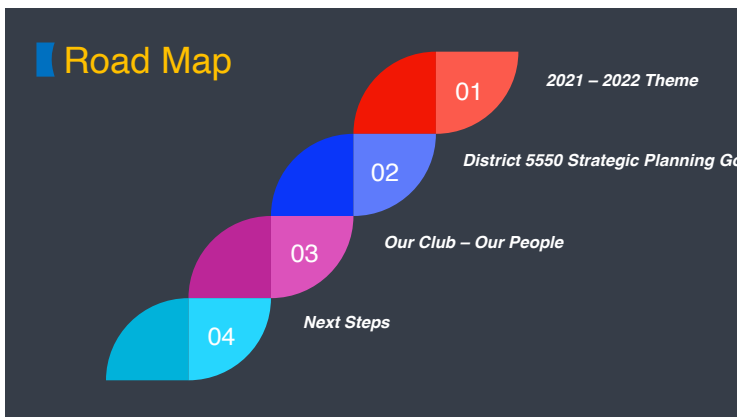 Road Map
01
2021 – 2022 Theme
02
District 5550 Strategic Planning
03
Our Club – Our People
04
Next Steps